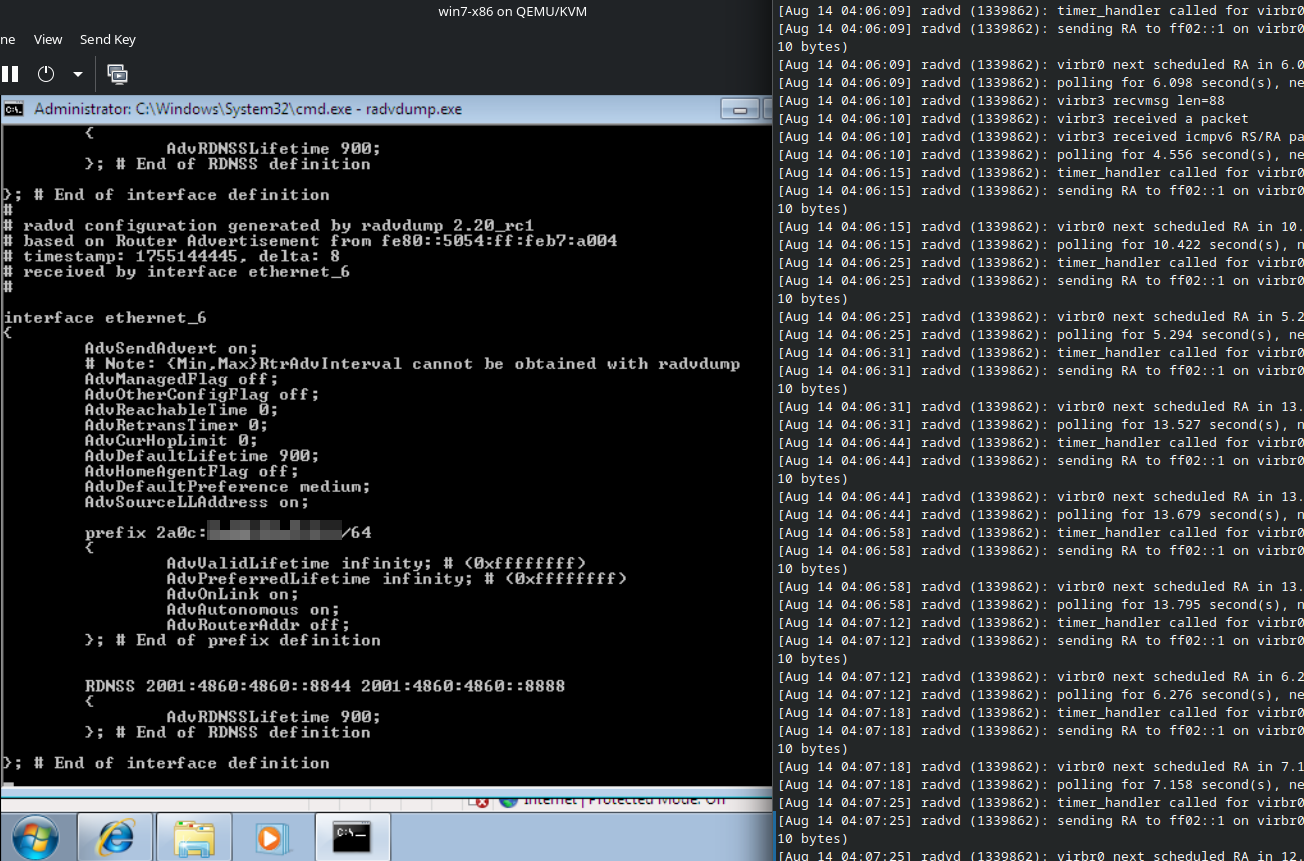 win7-x86 on QEMU/KVM
ne View Send Key
Administrator: C:\Windows\System32\cmd.exe - radvdump.exe
{
AdvRDNSSLifetime 900;
}; # End of RDNSS definition
}; # End of interface definition
#
# radvd configuration generated by radvdump 2.20_rc1
# based on Router Advertisement from fe80::5054:ff:feb7:a004
# timestamp: 1755144445, delta: 8
# received by interface ethernet_6
#
interface ethernet_6
{
AdvSendAdvert on;
# Note: {Min,Max}RtrAdvInterval cannot be obtained with radvdump
AdvManagedFlag off;
AdvOtherConfigFlag off;
AdvReachableTime 0;
AdvRetransTimer 0;
AdvCurHopLimit 0;
AdvDefaultLifetime 900;
AdvHomeAgentFlag off;
AdvDefaultPreference medium;
AdvSourceLLAddress on;
prefix 2a0c: /64
{
AdvValidLifetime infinity; # (0xffffffff)
AdvPreferredLifetime infinity; # (0xffffffff)
AdvOnLink on;
AdvAutonomous on;
AdvRouterAddr off;
}; # End of prefix definition
RDNSS 2001:4860:4860::8844 2001:4860:4860::8888
{
AdvRDNSSLifetime 900;
}; # End of RDNSS definition
}; # End of interface definition
Internet | Protected Mode: On
C:\_
[Aug 14 04:06:09] radvd (1339862): timer_handler called for virbr0
[Aug 14 04:06:09] radvd (1339862): sending RA to ff02::1 on virbr0
10 bytes)
[Aug 14 04:06:09] radvd (1339862): virbr0 next scheduled RA in 6.0
[Aug 14 04:06:09] radvd (1339862): polling for 6.098 second(s), ne
[Aug 14 04:06:10] radvd (1339862): virbr3 recvmsg len=88
[Aug 14 04:06:10] radvd (1339862): virbr3 received a packet
[Aug 14 04:06:10] radvd (1339862): virbr3 received icmpv6 RS/RA pa
[Aug 14 04:06:10] radvd (1339862): polling for 4.556 second(s), ne
[Aug 14 04:06:15] radvd (1339862): timer_handler called for virbr0
[Aug 14 04:06:15] radvd (1339862): sending RA to ff02::1 on virbr0
10 bytes)
[Aug 14 04:06:15] radvd (1339862): virbr0 next scheduled RA in 10.
[Aug 14 04:06:15] radvd (1339862): polling for 10.422 second(s), n
[Aug 14 04:06:25] radvd (1339862): timer_handler called for virbr0
[Aug 14 04:06:25] radvd (1339862): sending RA to ff02::1 on virbr0
10 bytes)
[Aug 14 04:06:25] radvd (1339862): virbr0 next scheduled RA in 5.2
[Aug 14 04:06:25] radvd (1339862): polling for 5.294 second(s), ne
[Aug 14 04:06:31] radvd (1339862): timer_handler called for virbr0
[Aug 14 04:06:31] radvd (1339862): sending RA to ff02::1 on virbr0
10 bytes)
[Aug 14 04:06:31] radvd (1339862): virbr0 next scheduled RA in 13.
[Aug 14 04:06:31] radvd (1339862): polling for 13.527 second(s), n
[Aug 14 04:06:44] radvd (1339862): timer_handler called for virbr0
[Aug 14 04:06:44] radvd (1339862): sending RA to ff02::1 on virbr0
10 bytes)
[Aug 14 04:06:44] radvd (1339862): virbr0 next scheduled RA in 13.
[Aug 14 04:06:44] radvd (1339862): polling for 13.679 second(s), n
[Aug 14 04:06:58] radvd (1339862): timer_handler called for virbr0
[Aug 14 04:06:58] radvd (1339862): sending RA to ff02::1 on virbr0
10 bytes)
[Aug 14 04:06:58] radvd (1339862): virbr0 next scheduled RA in 13.
[Aug 14 04:06:58] radvd (1339862): polling for 13.795 second(s), n
[Aug 14 04:07:12] radvd (1339862): timer_handler called for virbr0
[Aug 14 04:07:12] radvd (1339862): sending RA to ff02::1 on virbr0
10 bytes)
[Aug 14 04:07:12] radvd (1339862): virbr0 next scheduled RA in 6.2
[Aug 14 04:07:12] radvd (1339862): polling for 6.276 second(s), ne
[Aug 14 04:07:18] radvd (1339862): timer_handler called for virbr0
[Aug 14 04:07:18] radvd (1339862): sending RA to ff02::1 on virbr0
10 bytes)
[Aug 14 04:07:18] radvd (1339862): virbr0 next scheduled RA in 7.1
[Aug 14 04:07:18] radvd (1339862): polling for 7.158 second(s), ne
[Aug 14 04:07:25] radvd (1339862): timer_handler called for virbr0
[Aug 14 04:07:25] radvd (1339862): sending RA to ff02::1 on virbr0
10 bytes)
[Aug 14 04:07:25] radvd (1339862): virbr0 next scheduled RA in 12.